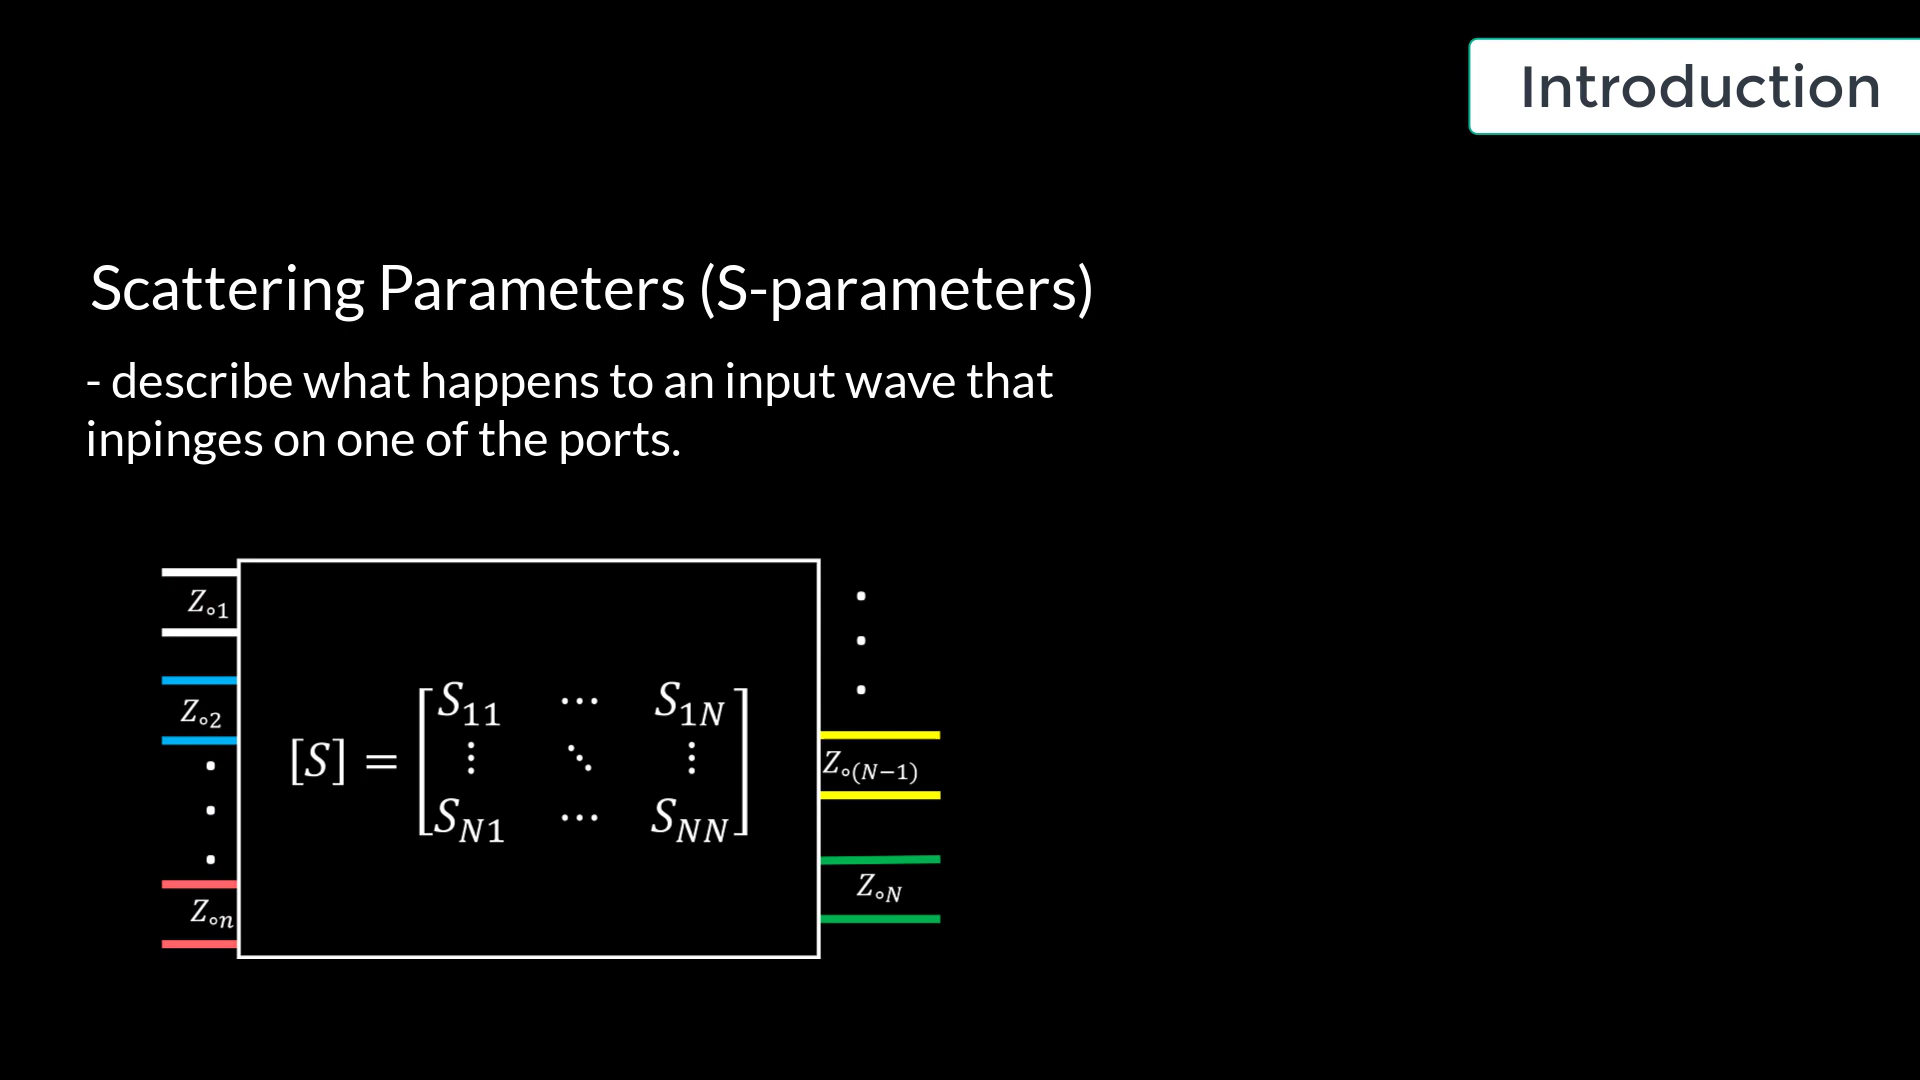 Introduction
Scattering Parameters (S-parameters)
- describe what happens to an input wave that
inpinges on one of the ports.
Z∘1
Z∘2
Z∘n
[S] = [S11 ⋯ S1N
⋮ ⋱ ⋮
SN1 ⋯ SNN]
Z∘(N−1)
Z∘N